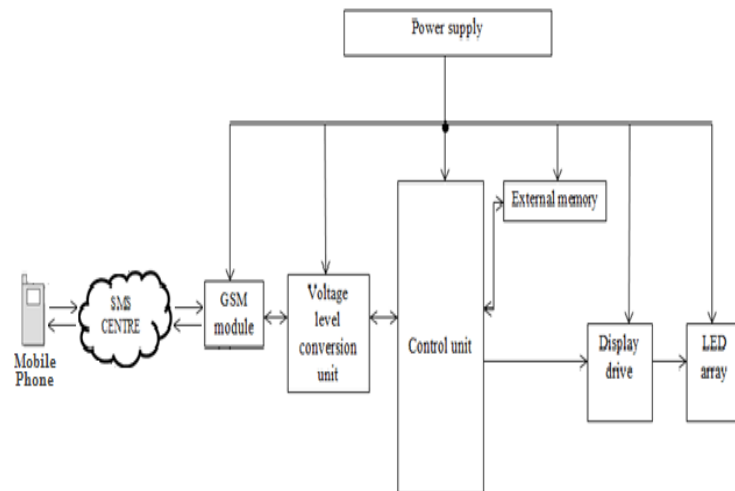 Power supply
External memory
SMS
CENTRE
GSM
module
Voltage
level
conversion
unit
Control unit
Display
drive
LED
array
Mobile
Phone